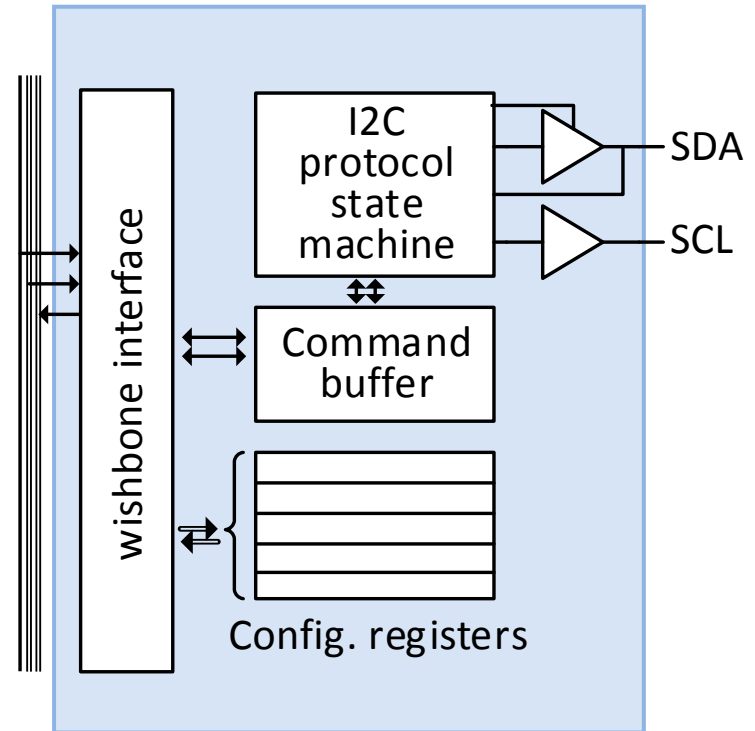 wishbone interface
I2C
protocol
state
machine
SDA
SCL
Command
buffer
Config. registers